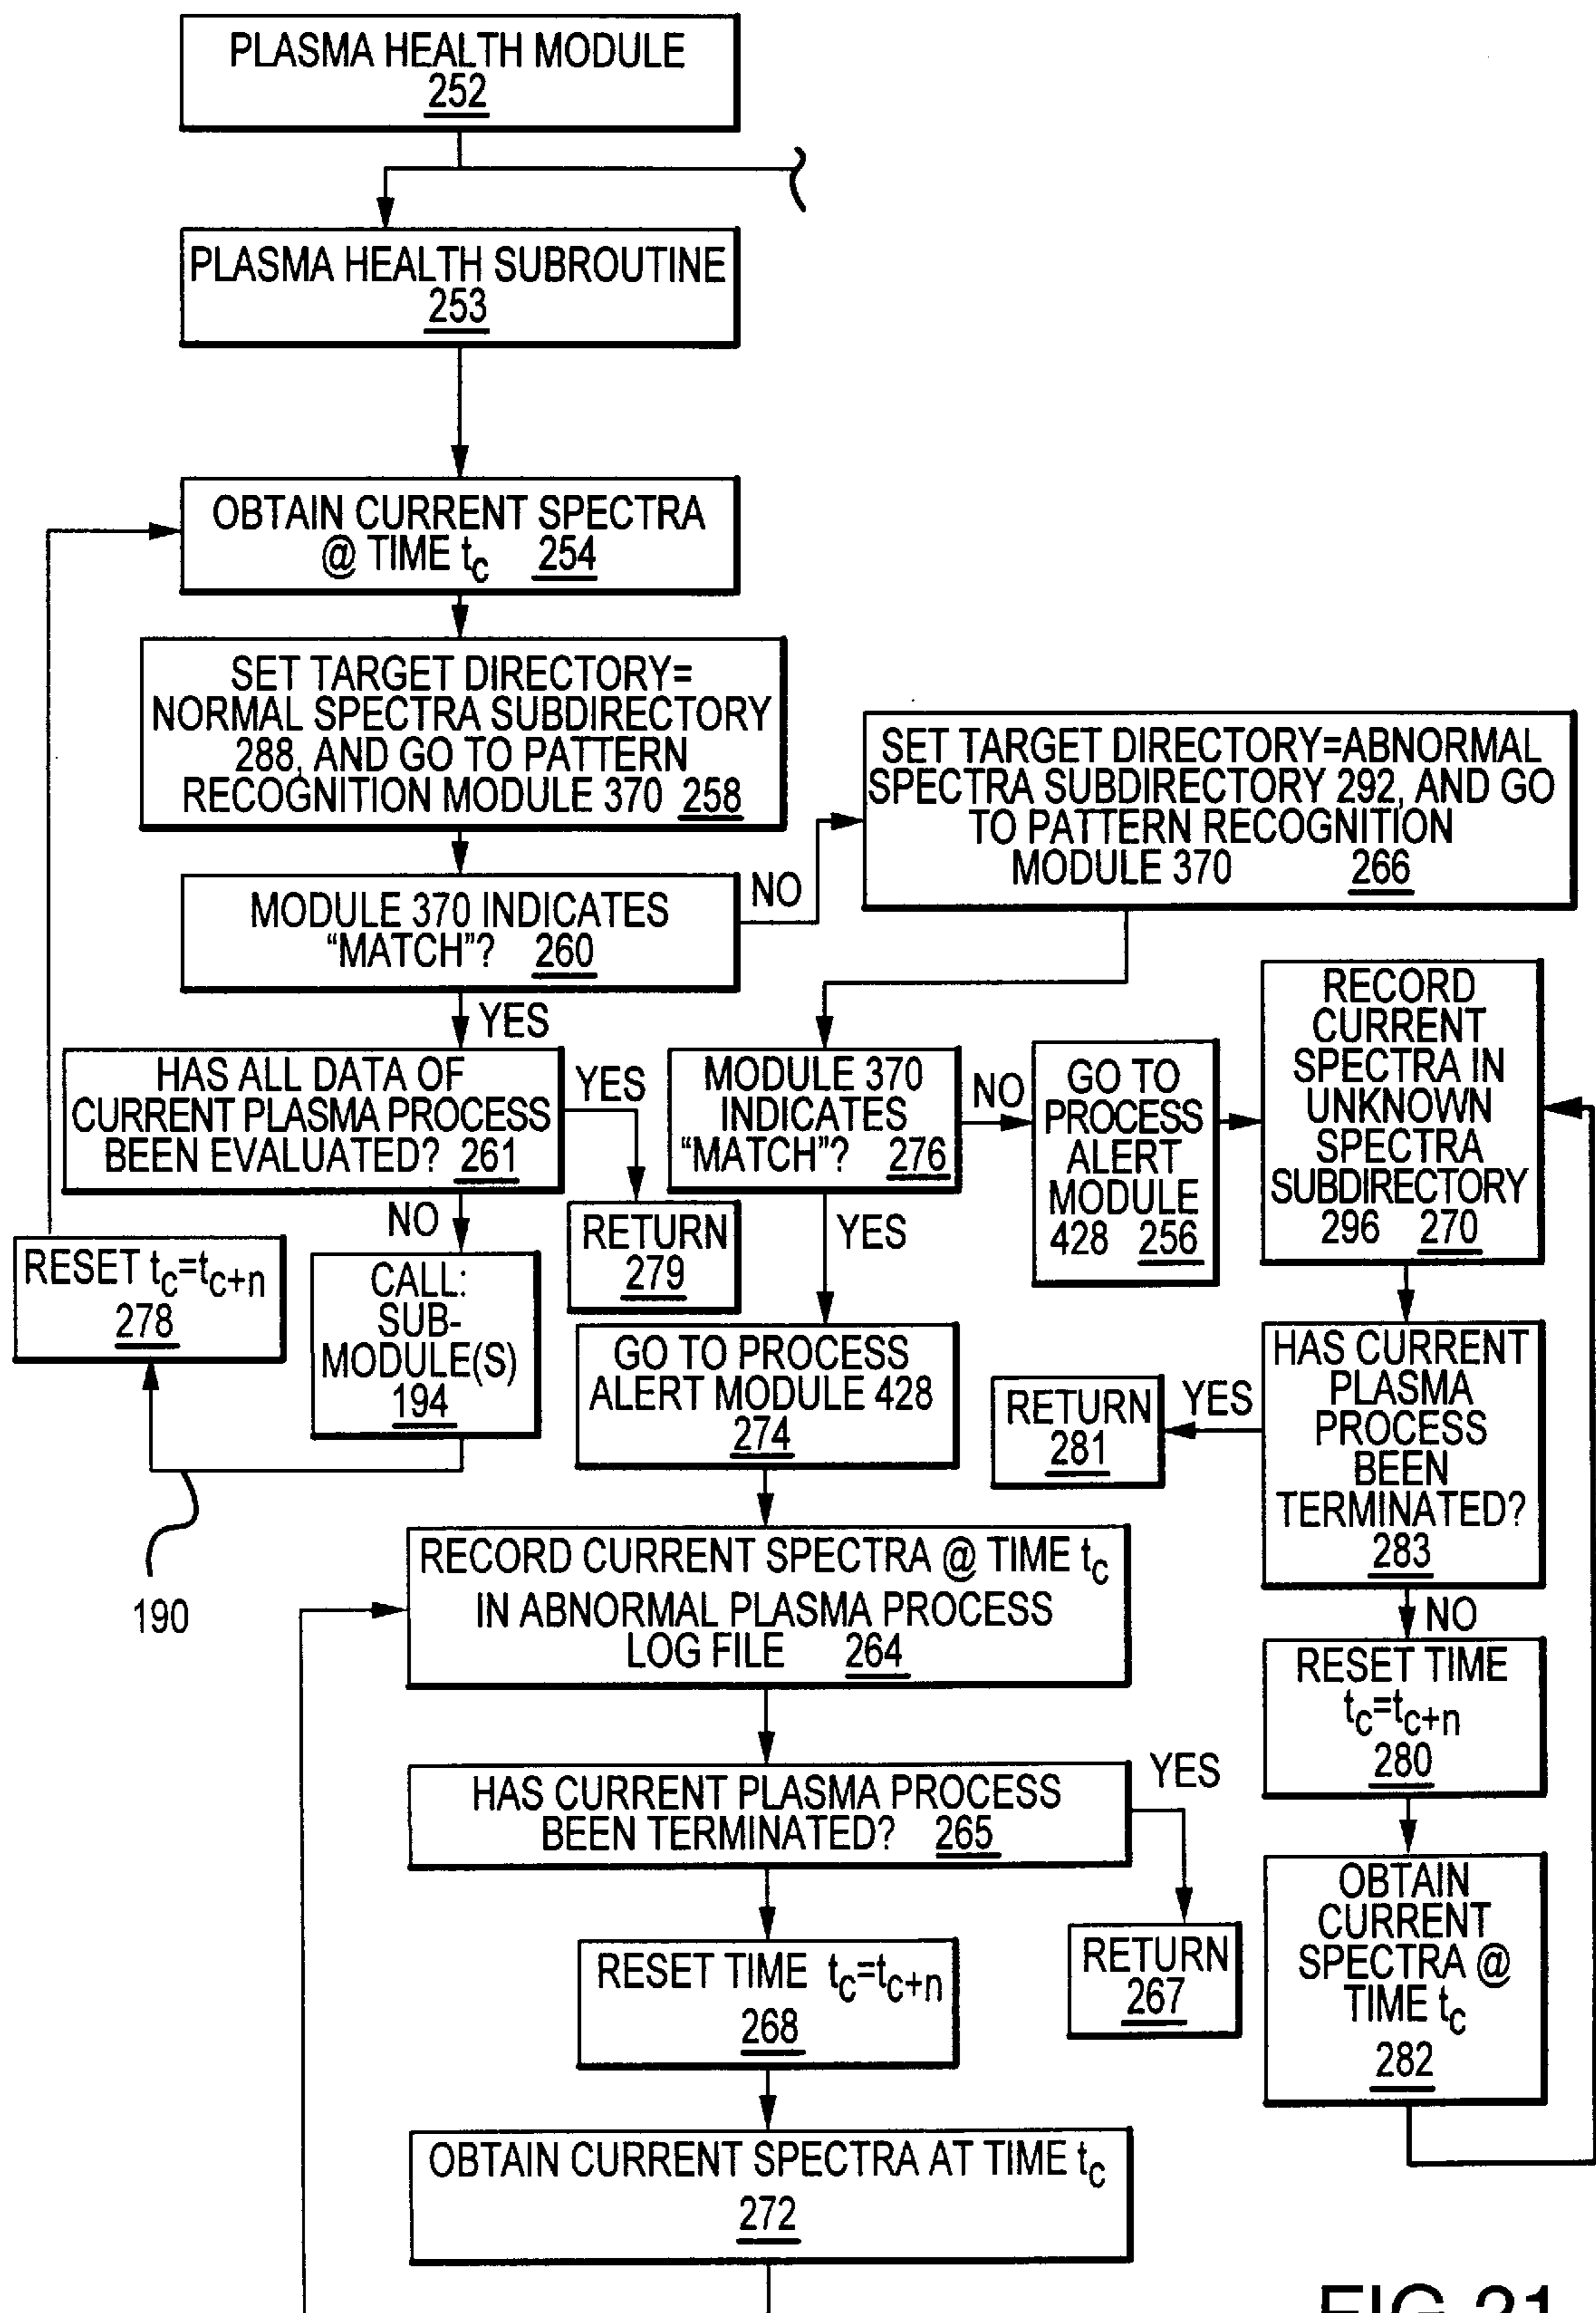 PLASMA HEALTH MODULE
252
PLASMA HEALTH SUBROUTINE
253
OBTAIN CURRENT SPECTRA
@ TIME tc 254
SET TARGET DIRECTORY=
NORMAL SPECTRA SUBDIRECTORY
288, AND GO TO PATTERN
RECOGNITION MODULE 370 258
MODULE 370 INDICATES
“MATCH”? 260
NO
SET TARGET DIRECTORY=ABNORMAL
SPECTRA SUBDIRECTORY 292, AND GO
TO PATTERN RECOGNITION
MODULE 370 266
YES
HAS ALL DATA OF
CURRENT PLASMA PROCESS
BEEN EVALUATED? 261
YES
RETURN
279
NO
CALL:
SUB-
MODULE(S)
194
RESET tc=tc+n
278
190
MODULE 370
INDICATES
“MATCH”? 276
NO
GO TO
PROCESS
ALERT
MODULE
428 256
RECORD
CURRENT
SPECTRA IN
UNKNOWN
SPECTRA
SUBDIRECTORY
296 270
YES
GO TO PROCESS
ALERT MODULE 428
274
HAS CURRENT
PLASMA
PROCESS
BEEN
TERMINATED?
283
YES
RETURN
281
NO
RESET TIME
tc=tc+n
280
OBTAIN
CURRENT
SPECTRA @
TIME tc
282
RECORD CURRENT SPECTRA @ TIME tc
IN ABNORMAL PLASMA PROCESS
LOG FILE 264
HAS CURRENT PLASMA PROCESS
BEEN TERMINATED? 265
YES
RETURN
267
RESET TIME tc=tc+n
268
OBTAIN CURRENT SPECTRA AT TIME tc
272
FIG.21